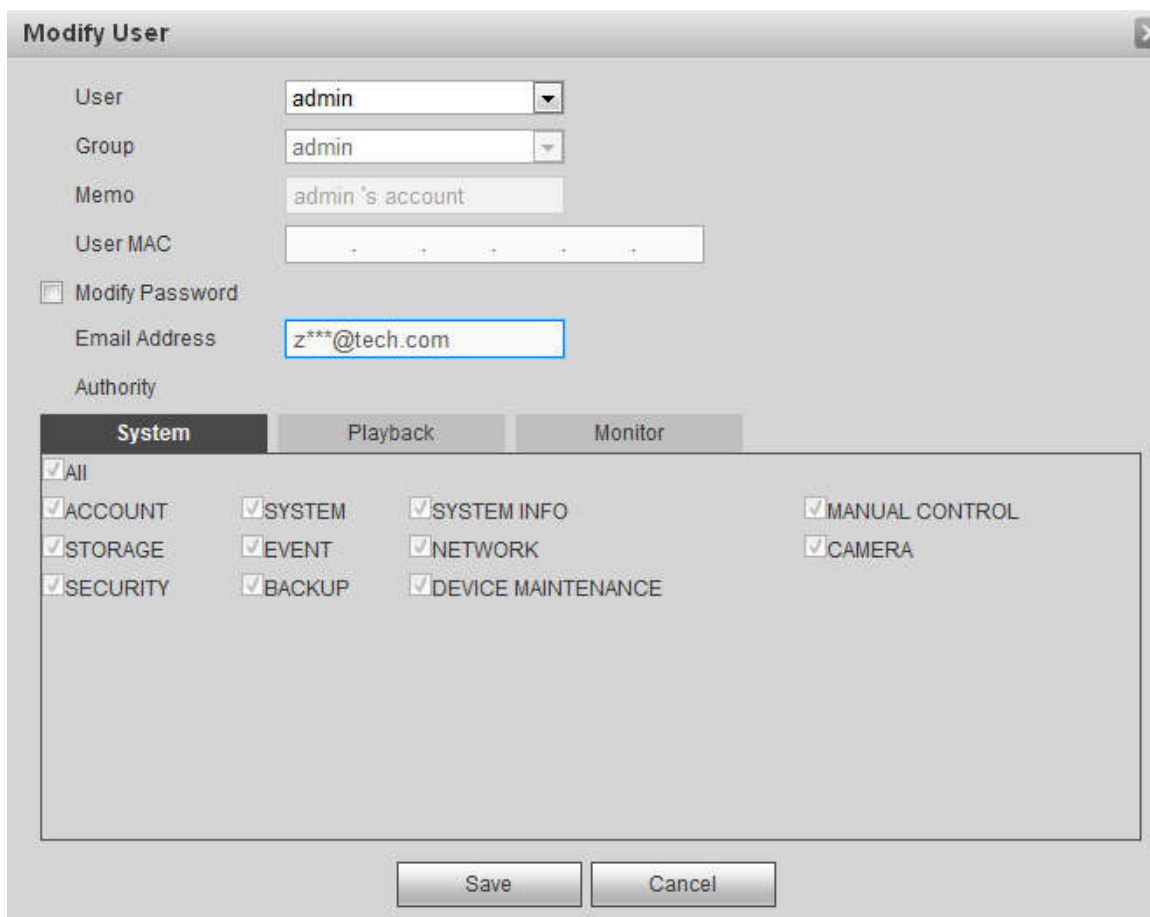 Modify User
User admin
Group admin
Memo admin 's account
User MAC . . . . .
Modify Password
Email Address z***@tech.com
Authority
System Playback Monitor
All
ACCOUNT SYSTEM SYSTEM INFO MANUAL CONTROL
STORAGE EVENT NETWORK CAMERA
SECURITY BACKUP DEVICE MAINTENANCE
Save Cancel